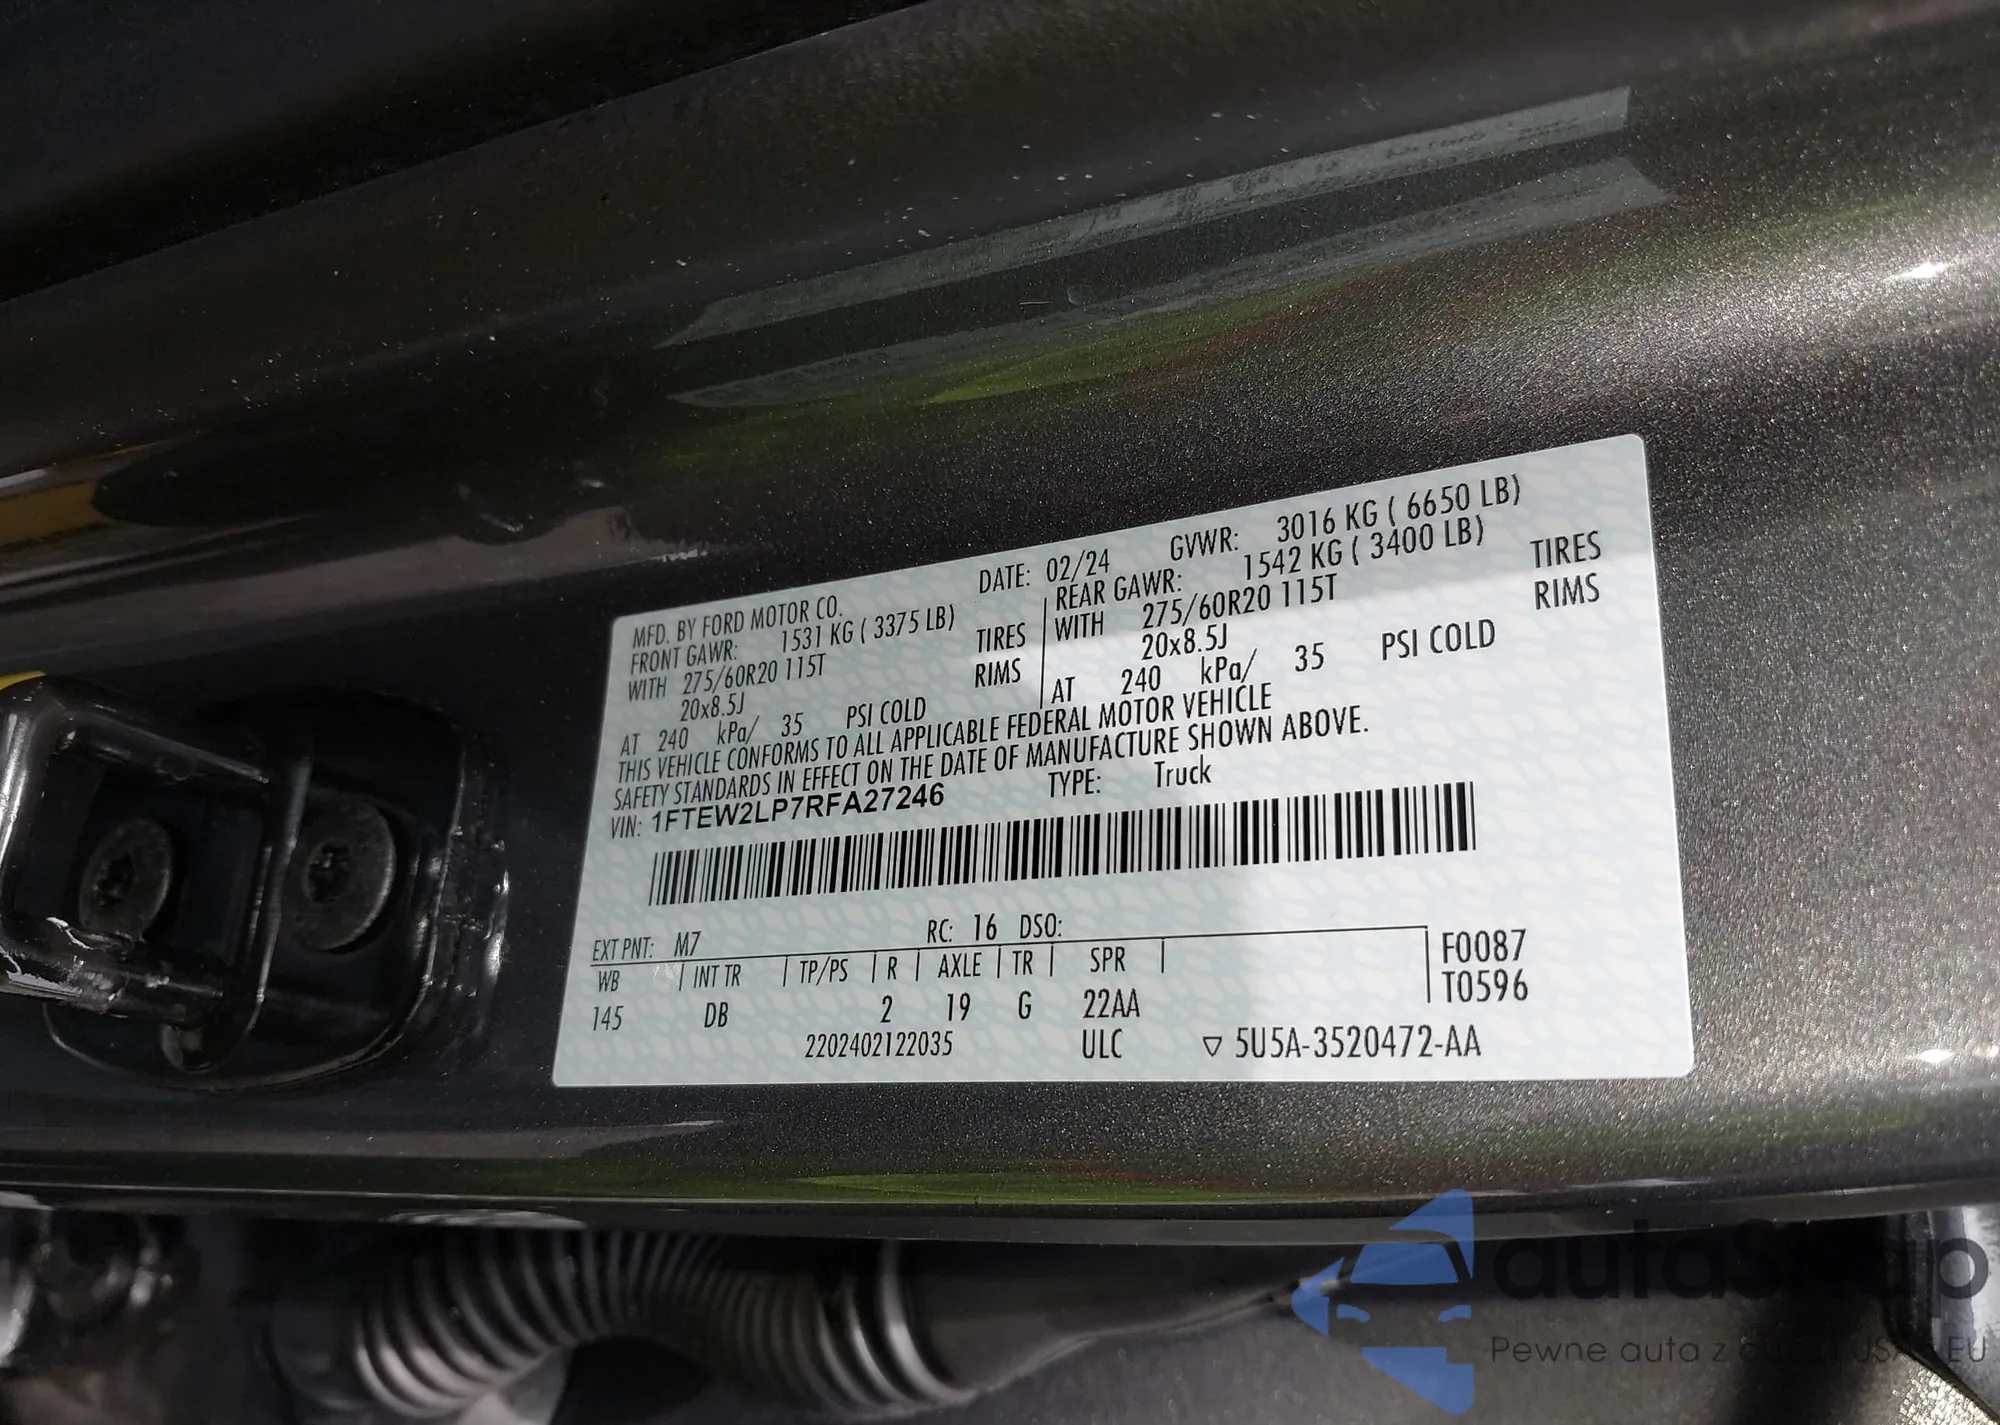 MFD. BY FORD MOTOR CO.
DATE: 02/24
GVWR: 3016 KG ( 6650 LB)
FRONT GAWR: 1531 KG ( 3375 LB)
WITH 275/60R20 115T TIRES
20x8.5J RIMS
AT 240 kPa/ 35 PSI COLD
REAR GAWR: 1542 KG ( 3400 LB)
WITH 275/60R20 115T TIRES
20x8.5J RIMS
AT 240 kPa/ 35 PSI COLD
THIS VEHICLE CONFORMS TO ALL APPLICABLE FEDERAL MOTOR VEHICLE
SAFETY STANDARDS IN EFFECT ON THE DATE OF MANUFACTURE SHOWN ABOVE.
VIN: 1FTEW2LP7RFA27246 TYPE: Truck
EXT PNT: M7 RC: 16 DSO:
WB INT TR TP/PS R AXLE TR SPR
F0087
145 DB 2 19 G 22AA
T0596
2202402122035 ULC ▽ 5U5A-3520472-AA
Pewne auta z USA EU